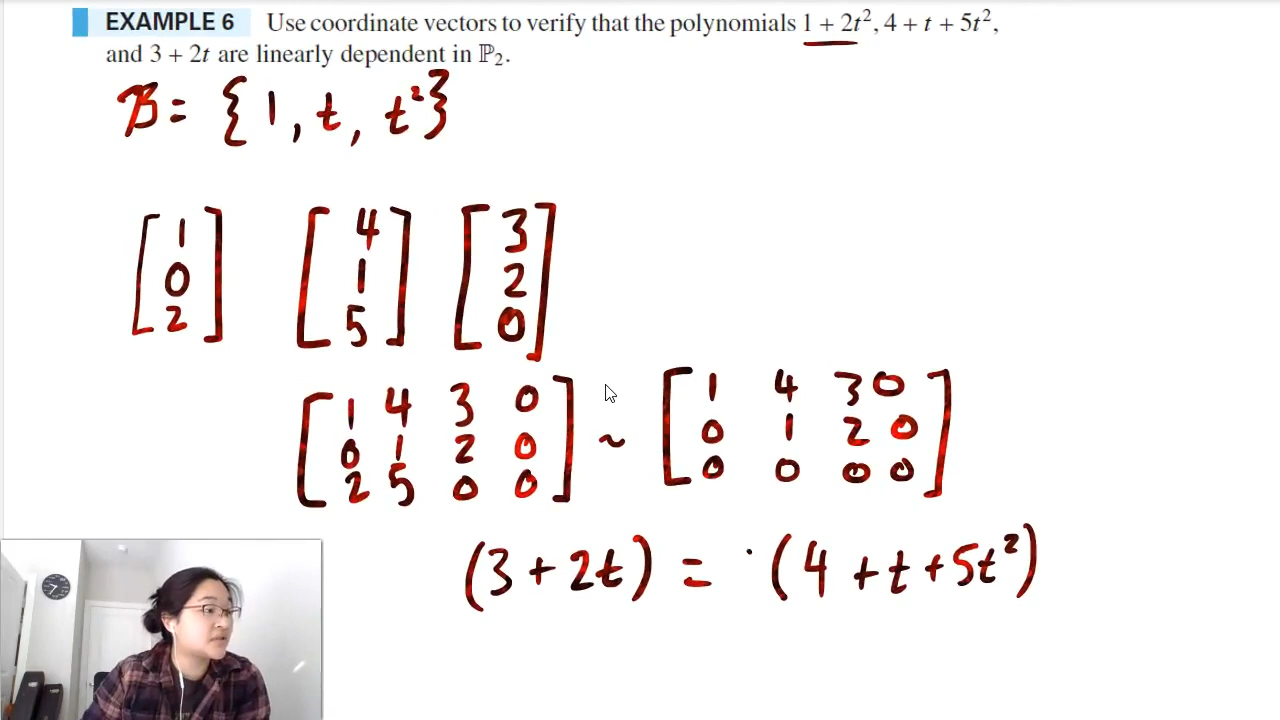 EXAMPLE 6 Use coordinate vectors to verify that the polynomials 1 + 2t², 4 + t + 5t²,
and 3 + 2t are linearly dependent in ℙ₂.
ℬ = { 1, t, t² }
[1 0 2] [4 1 5] [3 2 0]
[1 4 3 0 ~ [1 4 3 0
0 1 2 0 0 1 2 0
2 5 0 0] 0 0 0 0]
(3 + 2t) = · (4 + t + 5t²)